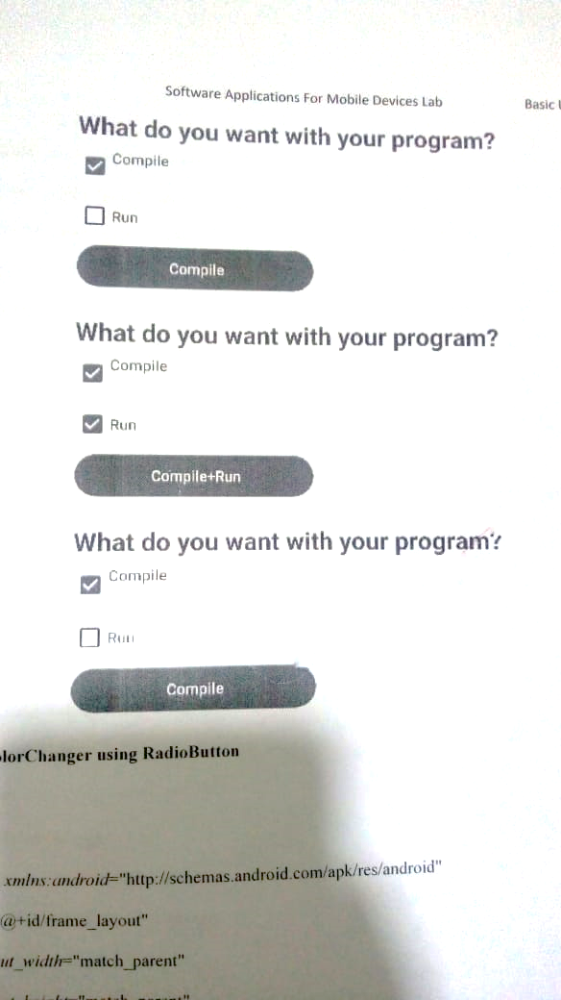 Software Applications For Mobile Devices Lab
Basic
What do you want with your program?
Compile
Run
Compile
What do you want with your program?
Compile
Run
Compile+Run
What do you want with your program?
Compile
Run
Compile
lorChanger using RadioButton
xmlns:android="http://schemas.android.com/apk/res/android"
@+id/frame_layout"
ut_width="match_parent"